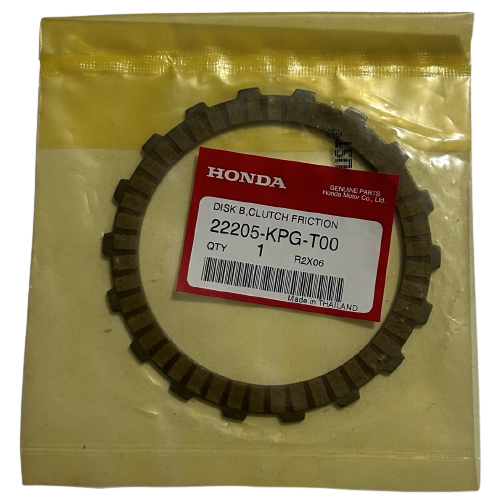 HONDA
GENUINE PARTS
Honda Motor Co., Ltd.
DISK B,CLUTCH FRICTION
22205-KPG-T00
QTY 1 R2X06
Made in THAILAND